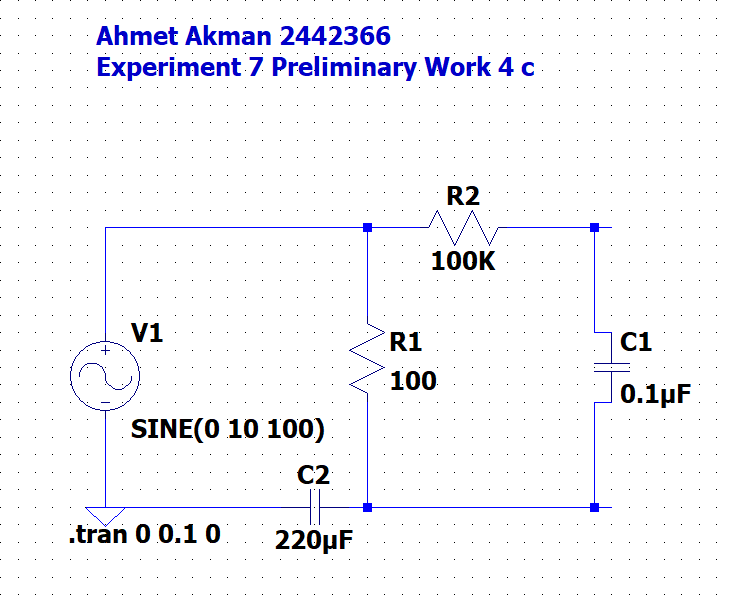 Ahmet Akman 2442366
Experiment 7 Preliminary Work 4 c
R2
100K
V1
R1
100
C1
0.1µF
SINE(0 10 100)
C2
220µF
.tran 0 0.1 0